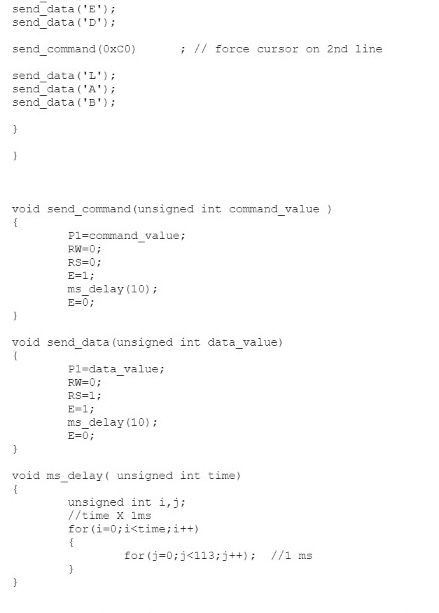 send_data('E');
send_data('D');
send_command(0xC0)       ; // force cursor on 2nd line
send_data('L');
send_data('A');
send_data('B');
}
}
void send_command(unsigned int command_value )
{
P1=command_value;
RW=0;
RS=0;
E=1;
ms_delay(10);
E=0;
}
void send_data(unsigned int data_value)
{
P1=data_value;
RW=0;
RS=1;
E=1;
ms_delay(10);
E=0;
}
void ms_delay( unsigned int time)
{
unsigned int i,j;
//time X 1ms
for(i=0;i<time;i++)
{
for(j=0;j<113;j++);  //1 ms
}
}